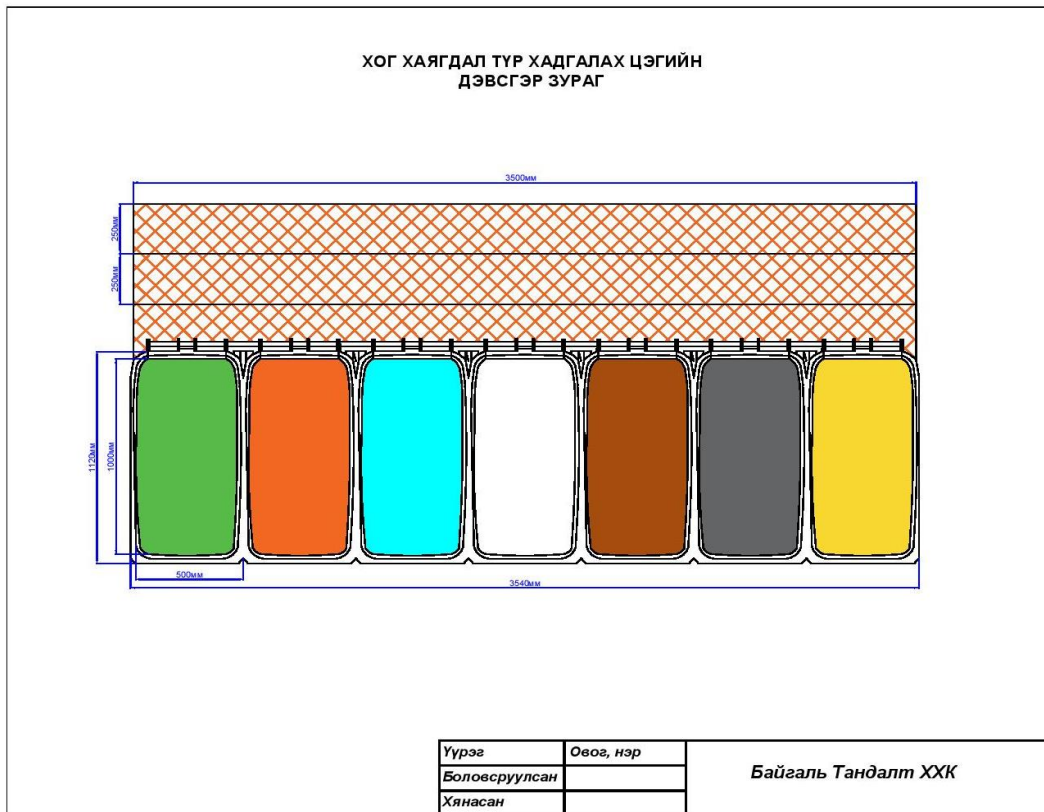 ХОГ ХАЯГДАЛ ТҮР ХАДГАЛАХ ЦЭГИЙН
ДЭВСГЭР ЗУРАГ
3500мм
250мм
250мм
1120мм
1000мм
500мм
3540мм
Үүрэг Овог, нэр
Боловсруулсан
Хянасан
Байгаль Тандалт ХХК